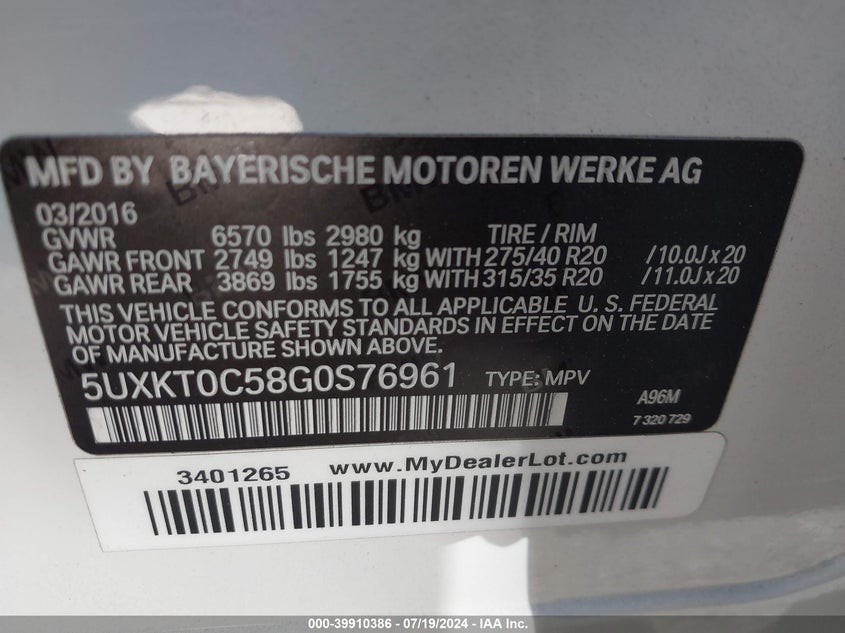 MFD BY BAYERISCHE MOTOREN WERKE AG
03/2016
GVWR 6570 lbs 2980 kg TIRE / RIM
GAWR FRONT 2749 lbs 1247 kg WITH 275/40 R20 /10.0J x 20
GAWR REAR 3869 lbs 1755 kg WITH 315/35 R20 /11.0J x 20
THIS VEHICLE CONFORMS TO ALL APPLICABLE U. S. FEDERAL
MOTOR VEHICLE SAFETY STANDARDS IN EFFECT ON THE DATE
OF MANUFACTURE SHOWN ABOVE.
5UXKT0C58G0S76961 TYPE: MPV A96M
7 320 729
3401265 www.MyDealerLot.com
000-39910386 - 07/19/2024 - IAA Inc.